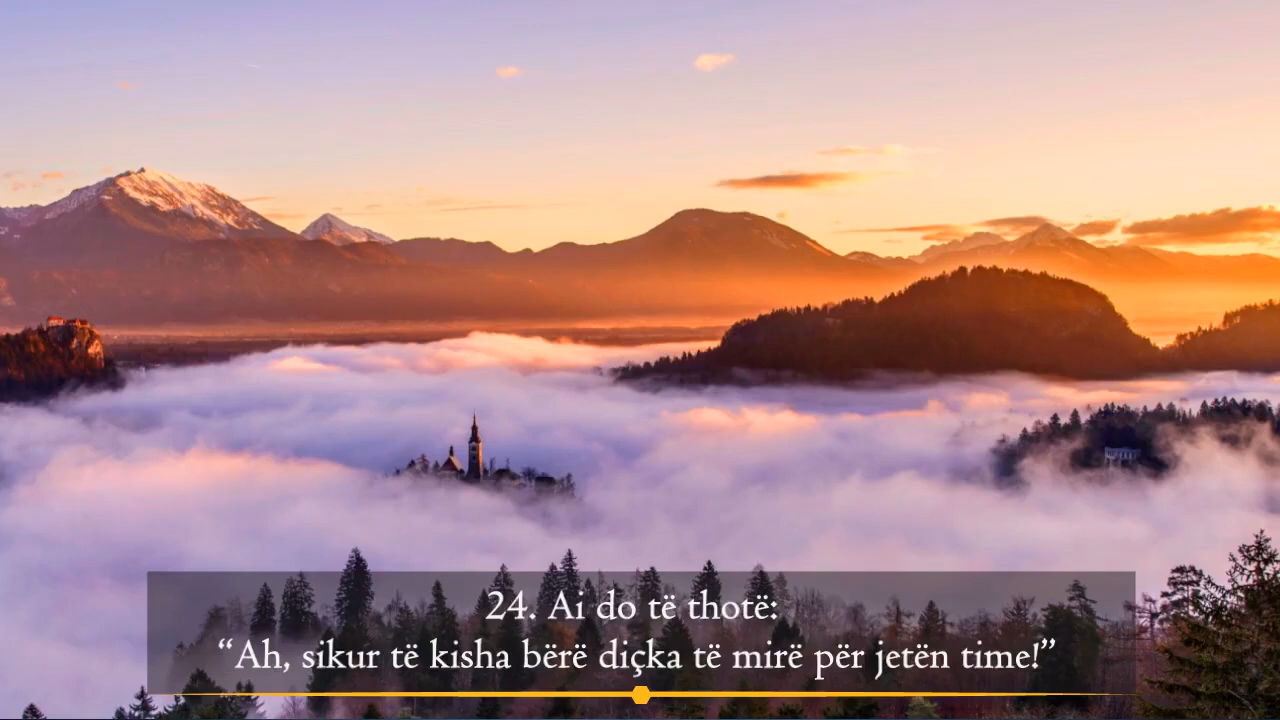 24. Ai do të thotë:
“Ah, sikur të kisha bërë diçka të mirë për jetën time!”